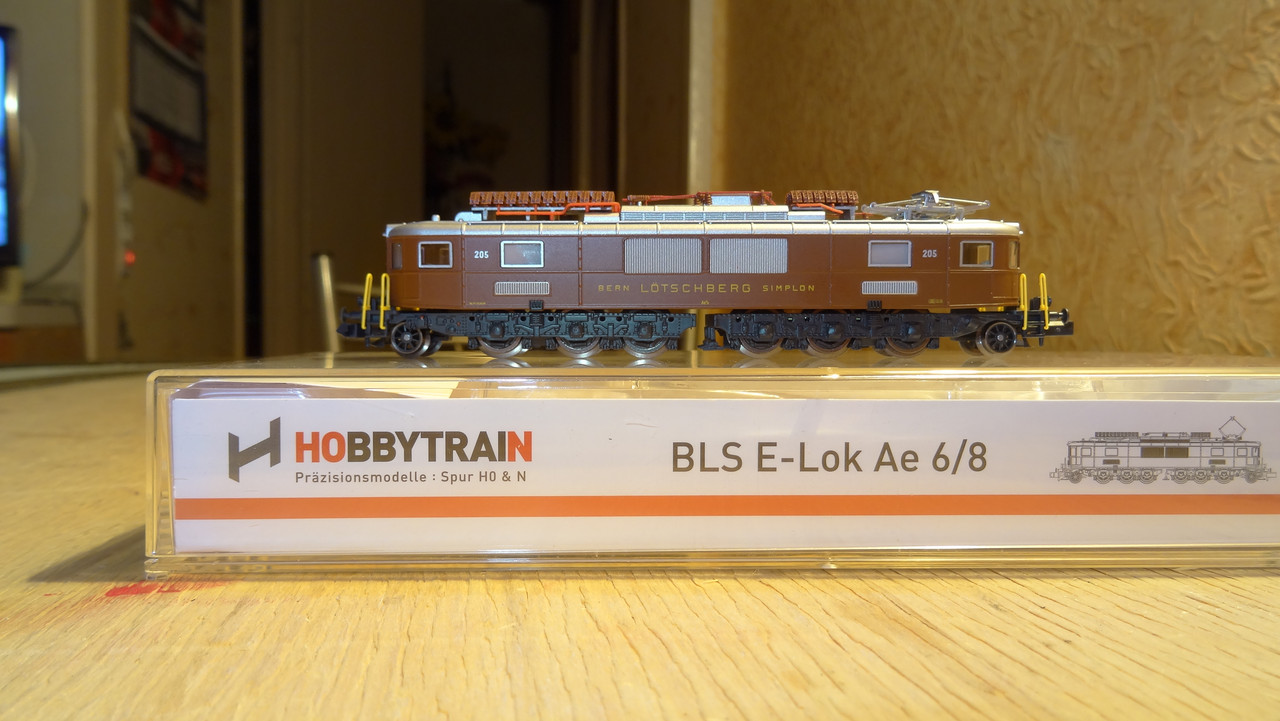 205
205
BERN LÖTSCHBERG SIMPLON
HOBBYTRAIN
Präzisionsmodelle : Spur H0 & N
BLS E-Lok Ae 6/8